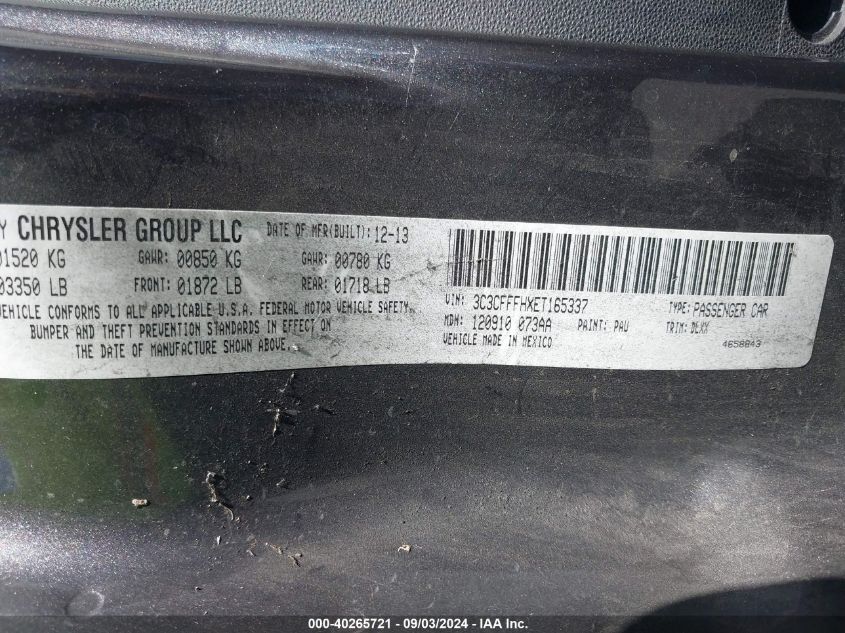 Y CHRYSLER GROUP LLC DATE OF MFR(BUILT): 12-13
01520 KG GAWR: 00850 KG GAWR: 00780 KG
03350 LB FRONT: 01872 LB REAR: 01718 LB
VEHICLE CONFORMS TO ALL APPLICABLE U.S.A. FEDERAL MOTOR VEHICLE SAFETY,
BUMPER AND THEFT PREVENTION STANDARDS IN EFFECT ON
THE DATE OF MANUFACTURE SHOWN ABOVE.
VIN: 3C3CFFFHXET165337 TYPE: PASSENGER CAR
MDH: 120910 073AA PAINT: PAU TRIM: DLXX
VEHICLE MADE IN MEXICO 4658843
000-40265721 - 09/03/2024 - IAA Inc.